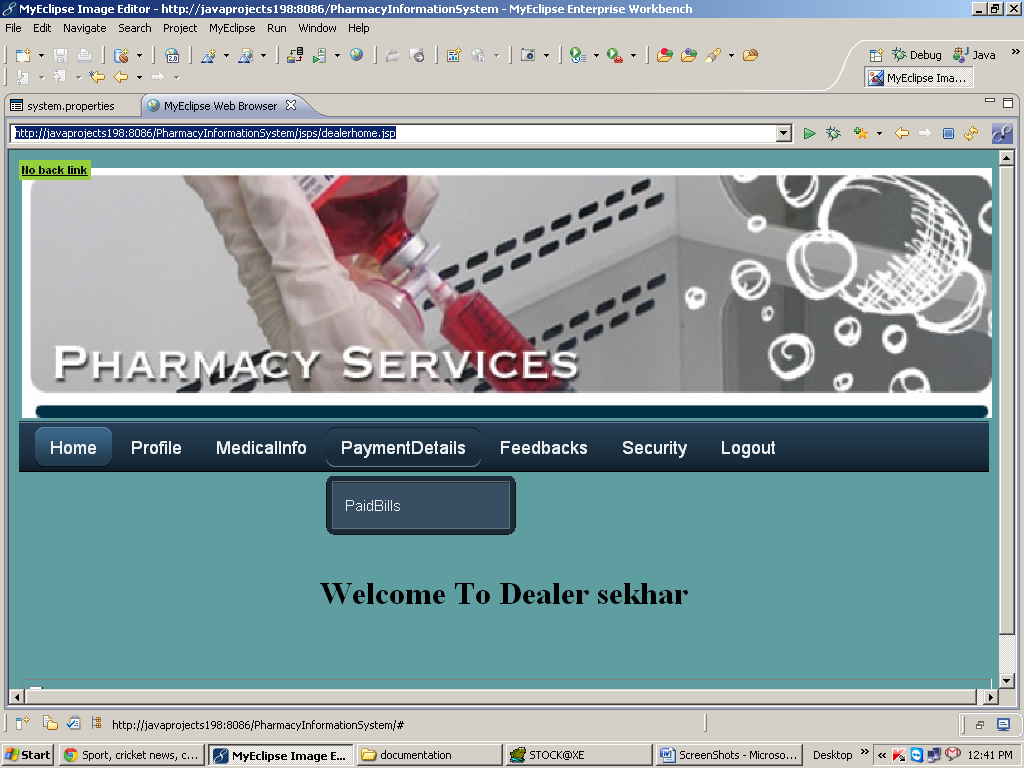 MyEclipse Image Editor - http://javaprojects198:8086/PharmacyInformationSystem - MyEclipse Enterprise Workbench
File Edit Navigate Search Project MyEclipse Run Window Help
2.0
Debug Java »
MyEclipse Ima...
system.properties MyEclipse Web Browser
http://javaprojects198:8086/PharmacyInformationSystem/jsps/dealerhome.jsp
No back link
PHARMACY SERVICES
Home Profile MedicalInfo PaymentDetails Feedbacks Security Logout
PaidBills
Welcome To Dealer sekhar
http://javaprojects198:8086/PharmacyInformationSystem/#
Start Sport, cricket news, c... MyEclipse Image E... documentation STOCK@XE ScreenShots - Microso... Desktop » « 12:41 PM